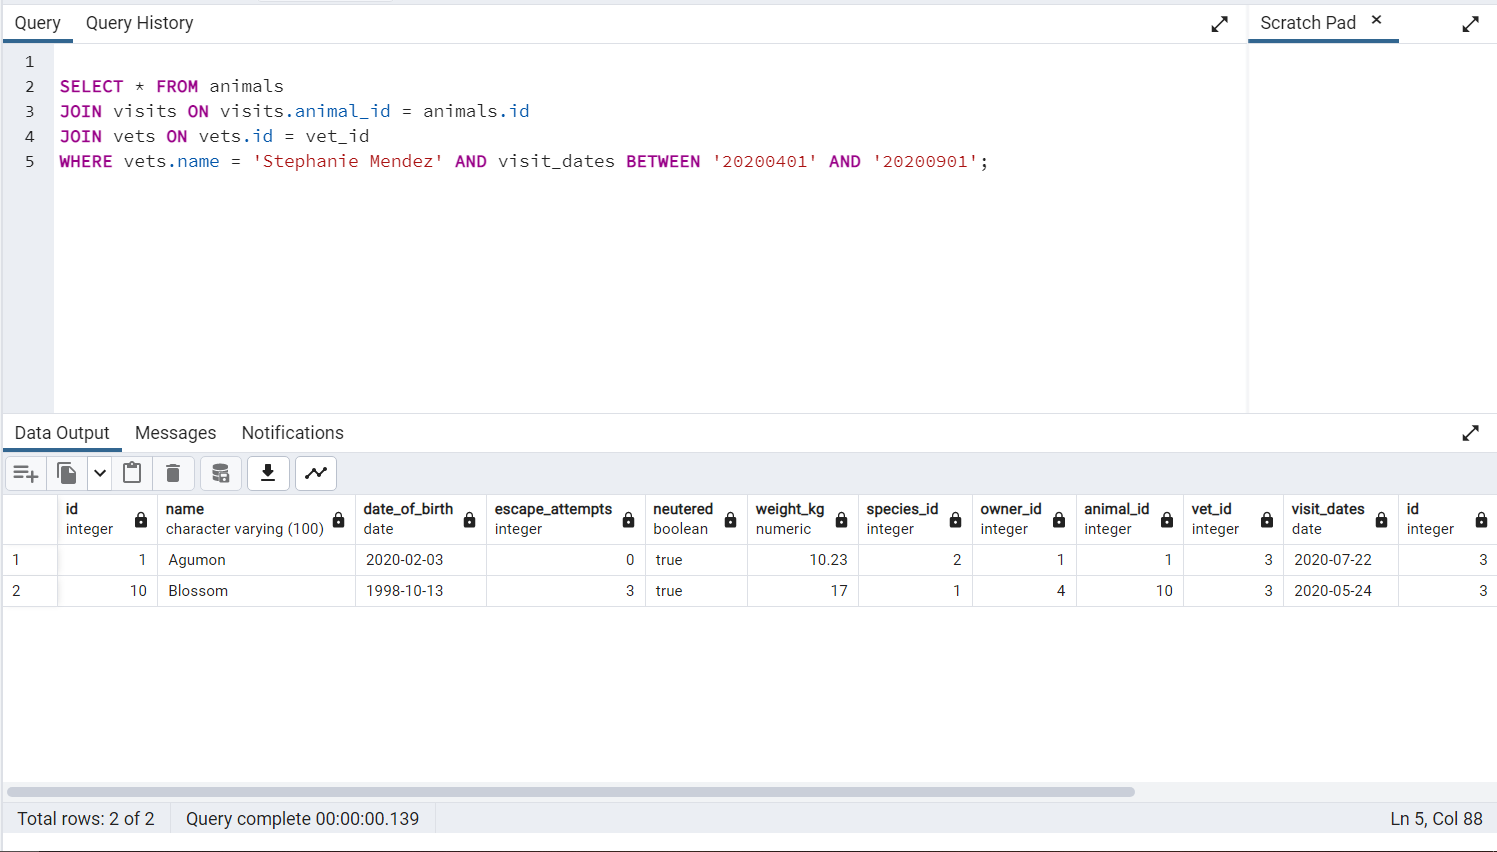 Query Query History Scratch Pad ×
1
2 SELECT * FROM animals
3 JOIN visits ON visits.animal_id = animals.id
4 JOIN vets ON vets.id = vet_id
5 WHERE vets.name = 'Stephanie Mendez' AND visit_dates BETWEEN '20200401' AND '20200901';
Data Output Messages Notifications
id name date_of_birth escape_attempts neutered weight_kg species_id owner_id animal_id vet_id visit_dates id
integer character varying (100) date integer boolean numeric integer integer integer integer date integer
1 1 Agumon 2020-02-03 0 true 10.23 2 1 1 3 2020-07-22 3
2 10 Blossom 1998-10-13 3 true 17 1 4 10 3 2020-05-24 3
Total rows: 2 of 2 Query complete 00:00:00.139 Ln 5, Col 88